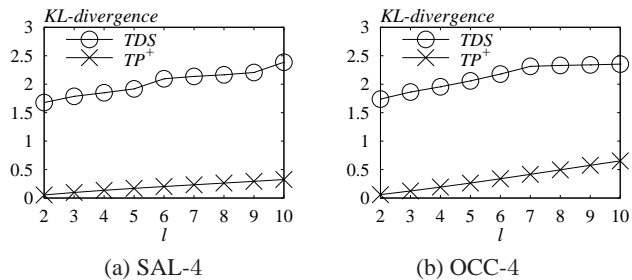 KL-divergence
TDS
TP+
3
2.5
2
1.5
1
0.5
0
2 3 4 5 6 7 8 9 10
l
(a) SAL-4
KL-divergence
TDS
TP+
3
2.5
2
1.5
1
0.5
0
2 3 4 5 6 7 8 9 10
l
(b) OCC-4